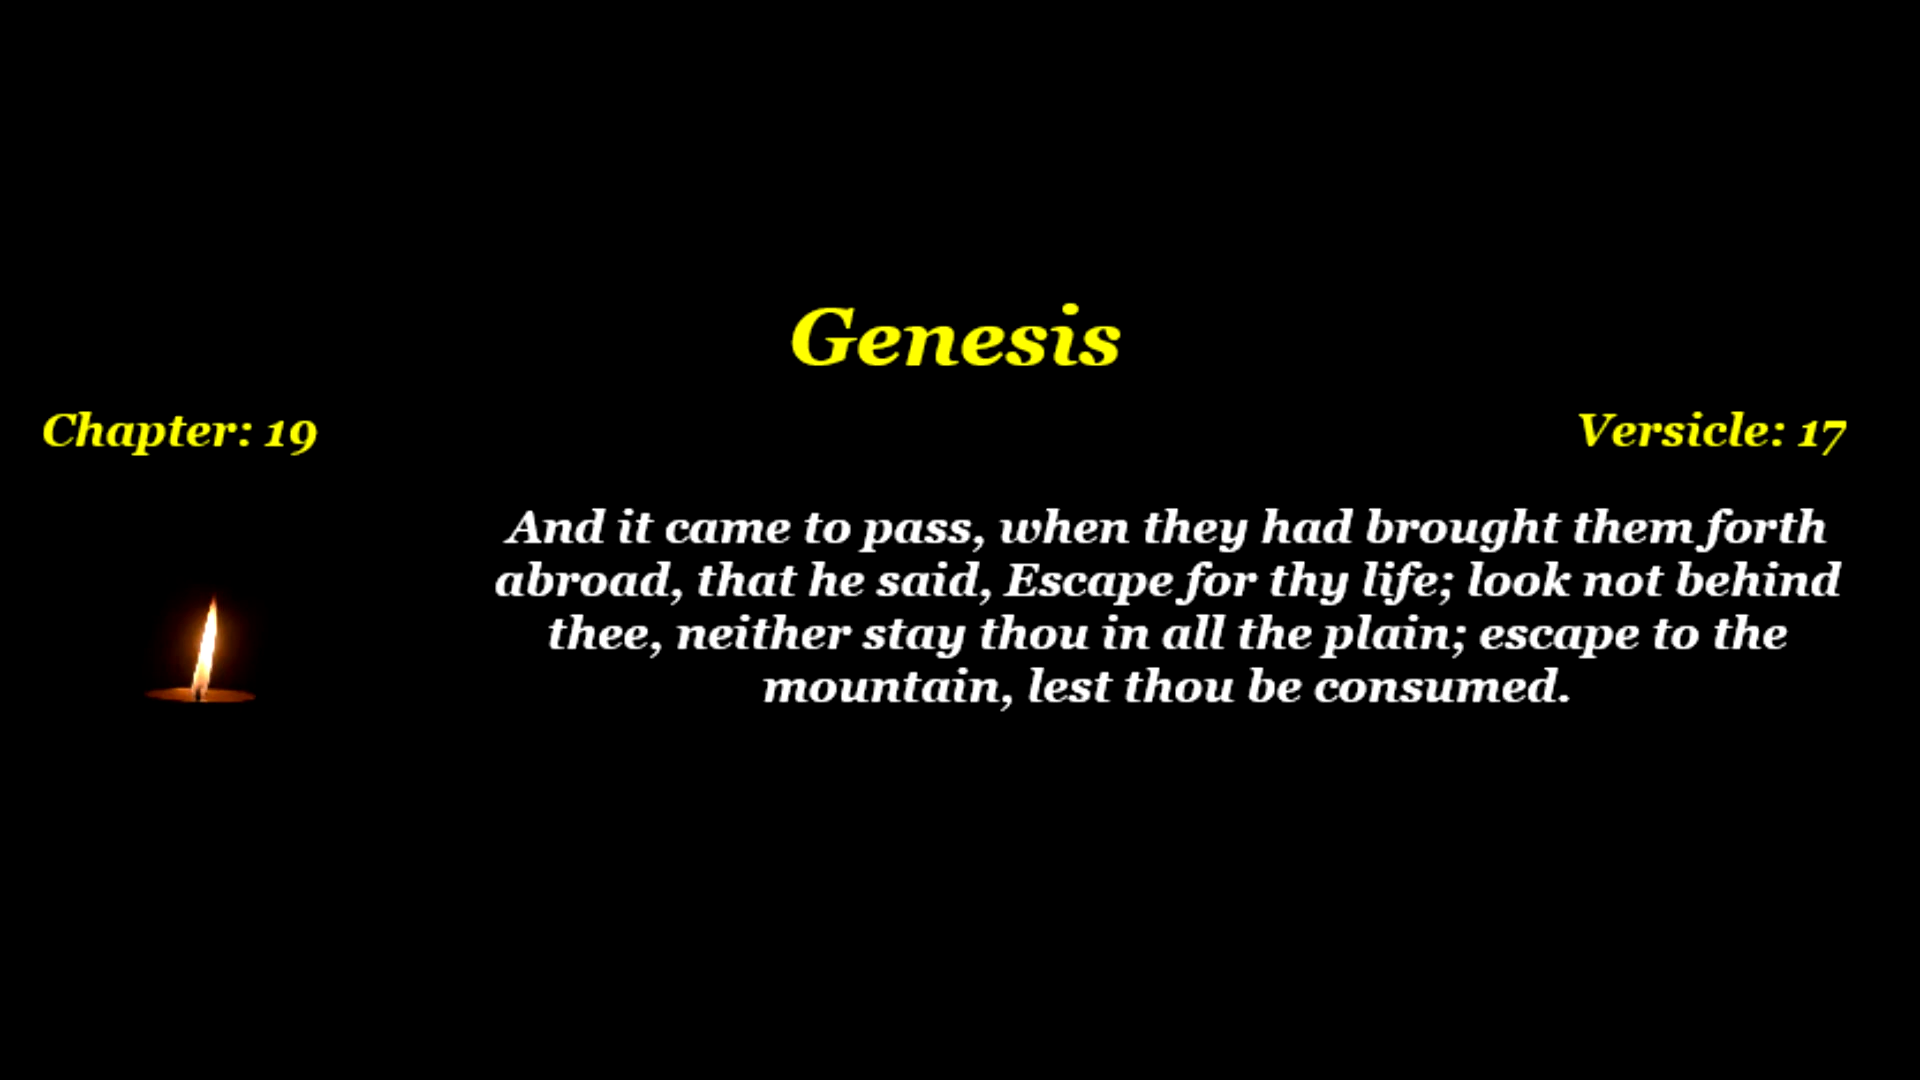 Genesis
Chapter: 19
Versicle: 17
And it came to pass, when they had brought them forth
abroad, that he said, Escape for thy life; look not behind
thee, neither stay thou in all the plain; escape to the
mountain, lest thou be consumed.